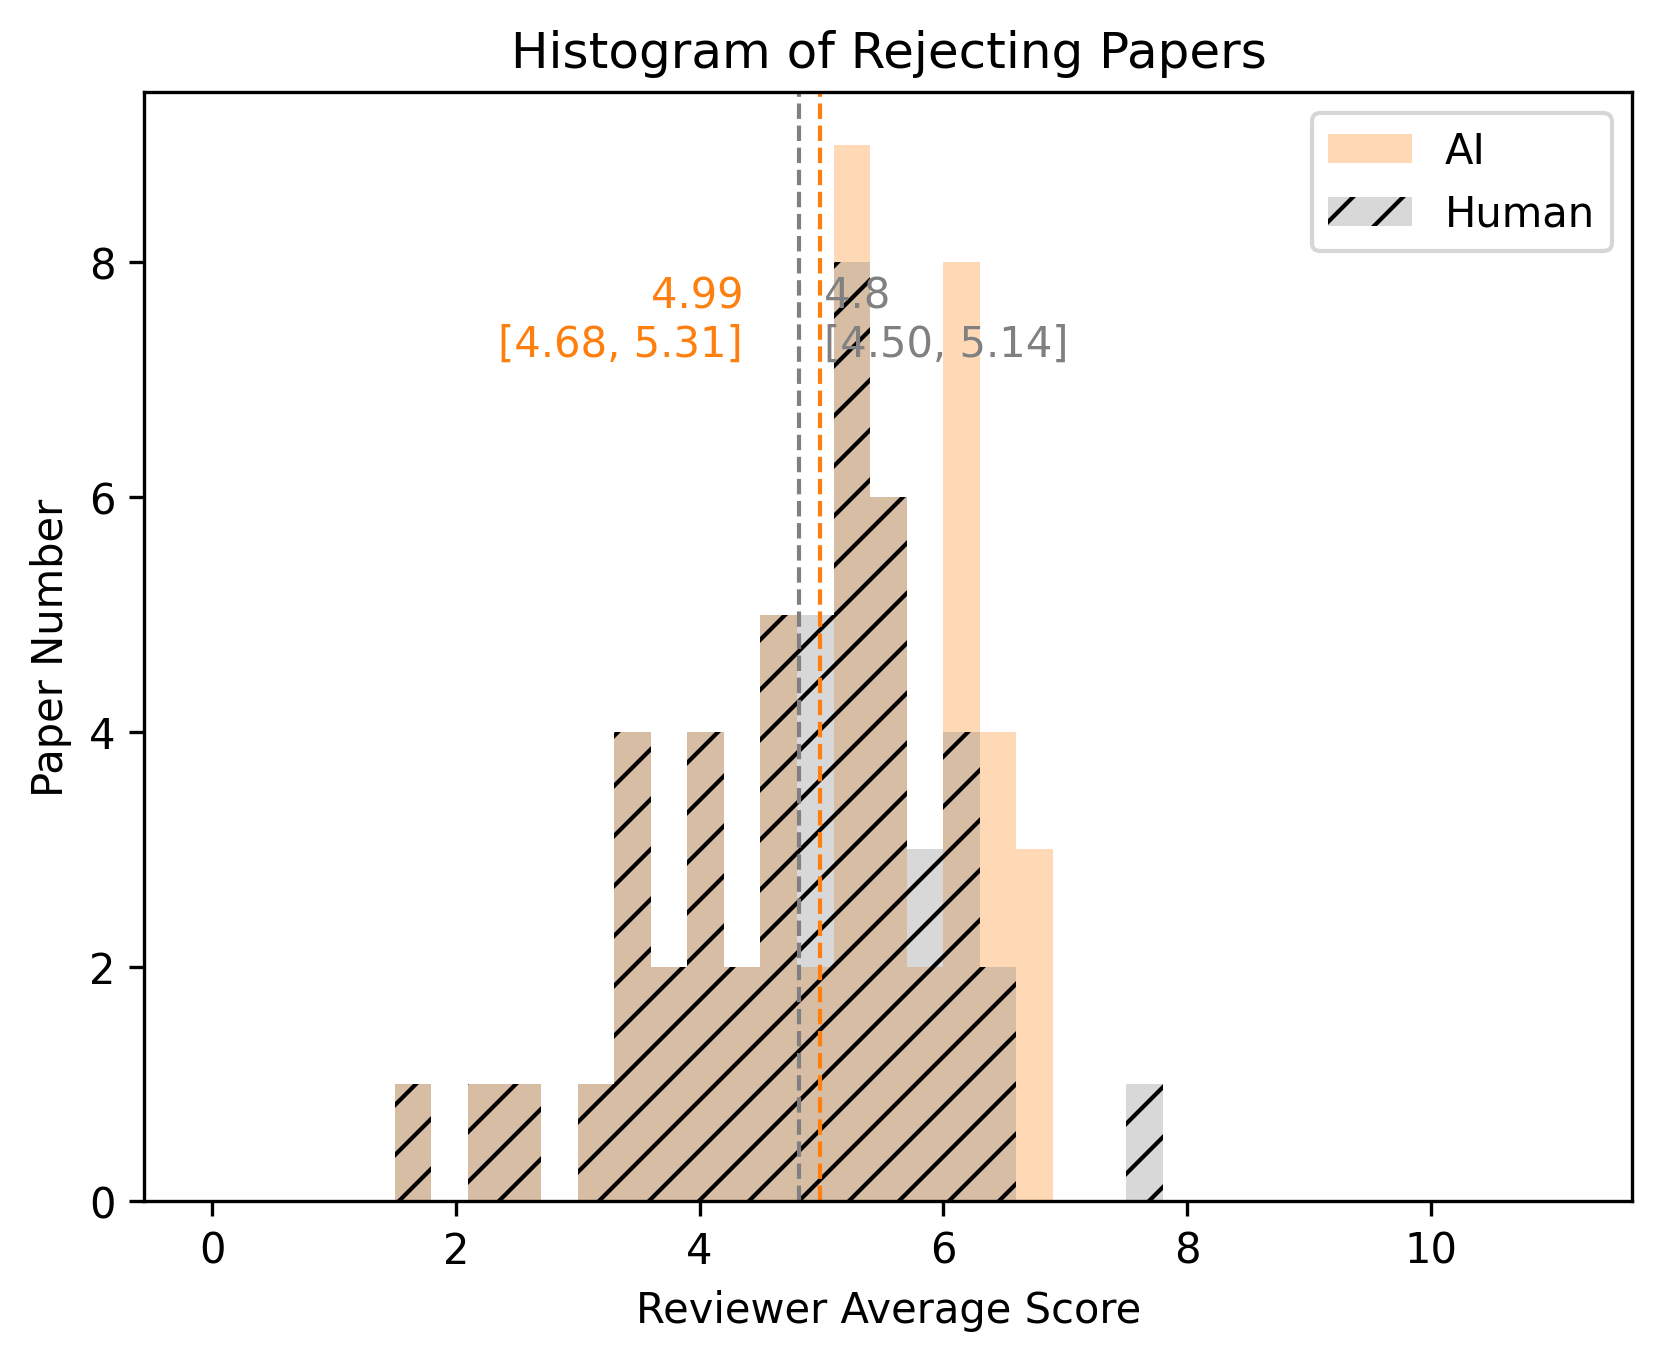 Histogram of Rejecting Papers
AI
Human
4.99
[4.68, 5.31]
4.8
[4.50, 5.14]
8
6
4
2
0
Paper Number
0 2 4 6 8 10
Reviewer Average Score